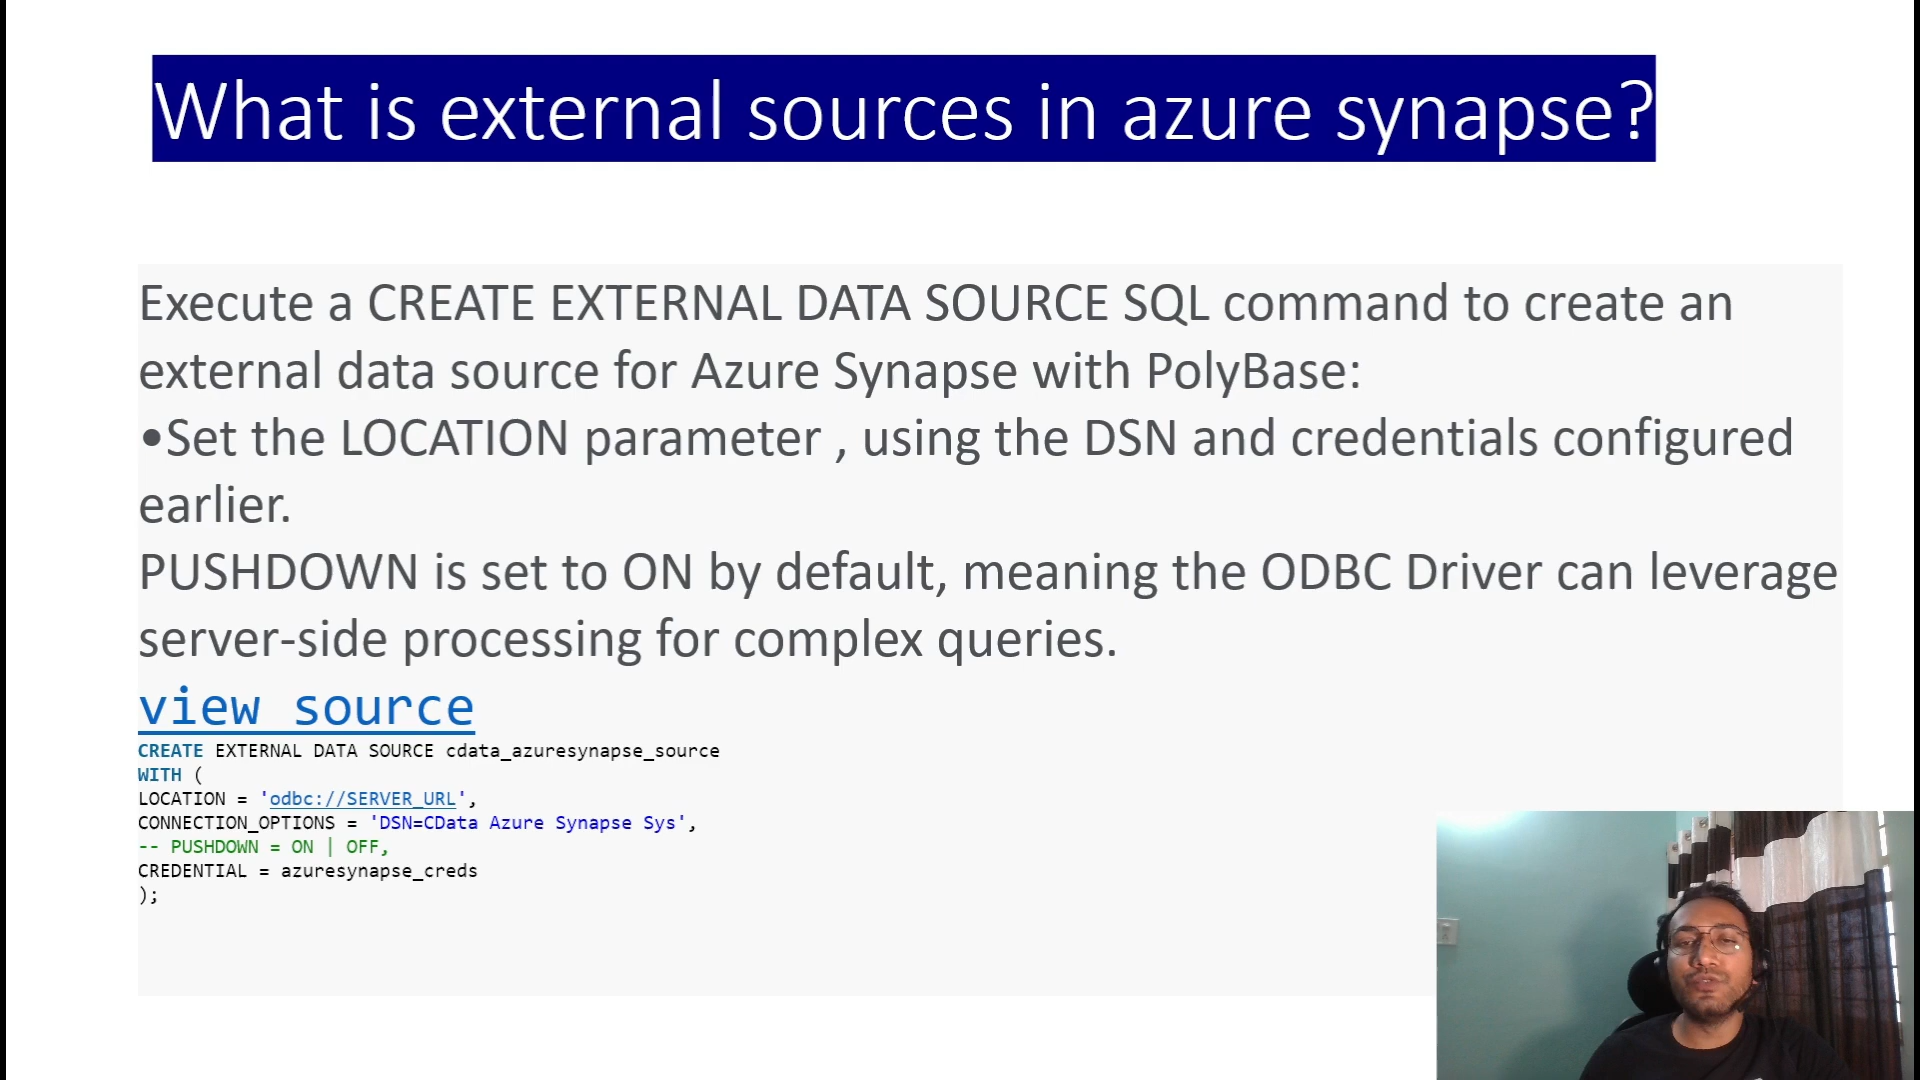 What is external sources in azure synapse?
Execute a CREATE EXTERNAL DATA SOURCE SQL command to create an
external data source for Azure Synapse with PolyBase:
•Set the LOCATION parameter , using the DSN and credentials configured
earlier.
PUSHDOWN is set to ON by default, meaning the ODBC Driver can leverage
server-side processing for complex queries.
view source
CREATE EXTERNAL DATA SOURCE cdata_azuresynapse_source
WITH (
LOCATION = 'odbc://SERVER_URL',
CONNECTION_OPTIONS = 'DSN=CData Azure Synapse Sys',
-- PUSHDOWN = ON | OFF,
CREDENTIAL = azuresynapse_creds
);